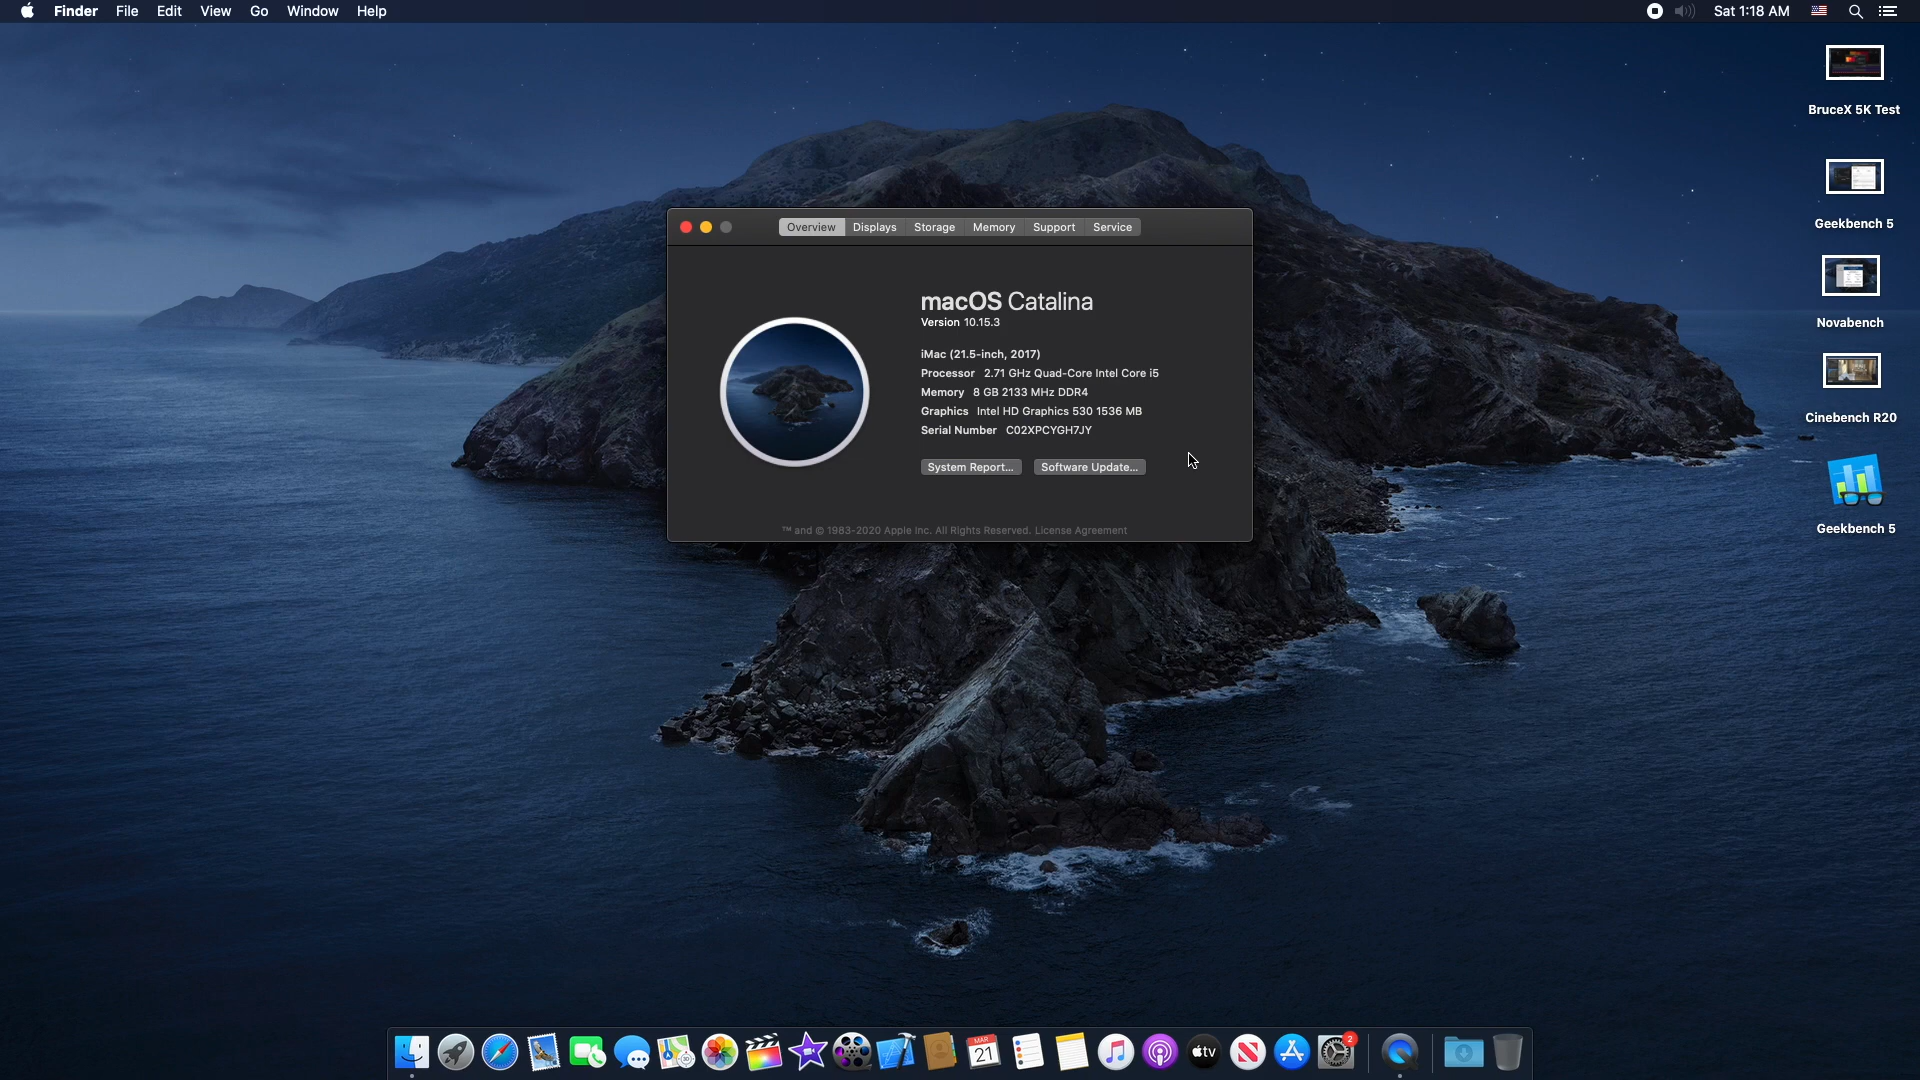 Finder File Edit View Go Window Help
Sat 1:18 AM
BruceX 5K Test
Geekbench 5
Novabench
Cinebench R20
Geekbench 5
Overview Displays Storage Memory Support Service
macOS Catalina
Version 10.15.3
iMac (21.5-inch, 2017)
Processor 2.71 GHz Quad-Core Intel Core i5
Memory 8 GB 2133 MHz DDR4
Graphics Intel HD Graphics 530 1536 MB
Serial Number C02XPCYGH7JY
System Report... Software Update...
™ and © 1983-2020 Apple Inc. All Rights Reserved. License Agreement
MAR
21
tv
2